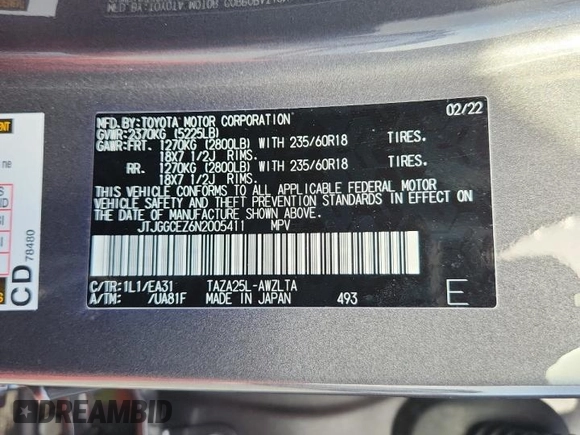 MFD.BY:TOYOTA MOTOR CORPORATION 02/22
GVWR:2370KG (5225LB)
GAWR:FRT. 1270KG (2800LB) WITH 235/60R18 TIRES.
18X7 1/2J RIMS.
RR. 1270KG (2800LB) WITH 235/60R18 TIRES.
18X7 1/2J RIMS.
THIS VEHICLE CONFORMS TO ALL APPLICABLE FEDERAL MOTOR
VEHICLE SAFETY AND THEFT PREVENTION STANDARDS IN EFFECT ON
THE DATE OF MANUFACTURE SHOWN ABOVE.
JTJGGCEZ6N2005411 MPV
C/TR:1L1/EA31 TAZA25L-AWZLTA
A/TM: /UA81F MADE IN JAPAN 493
E
CD
78480
DREAMBID